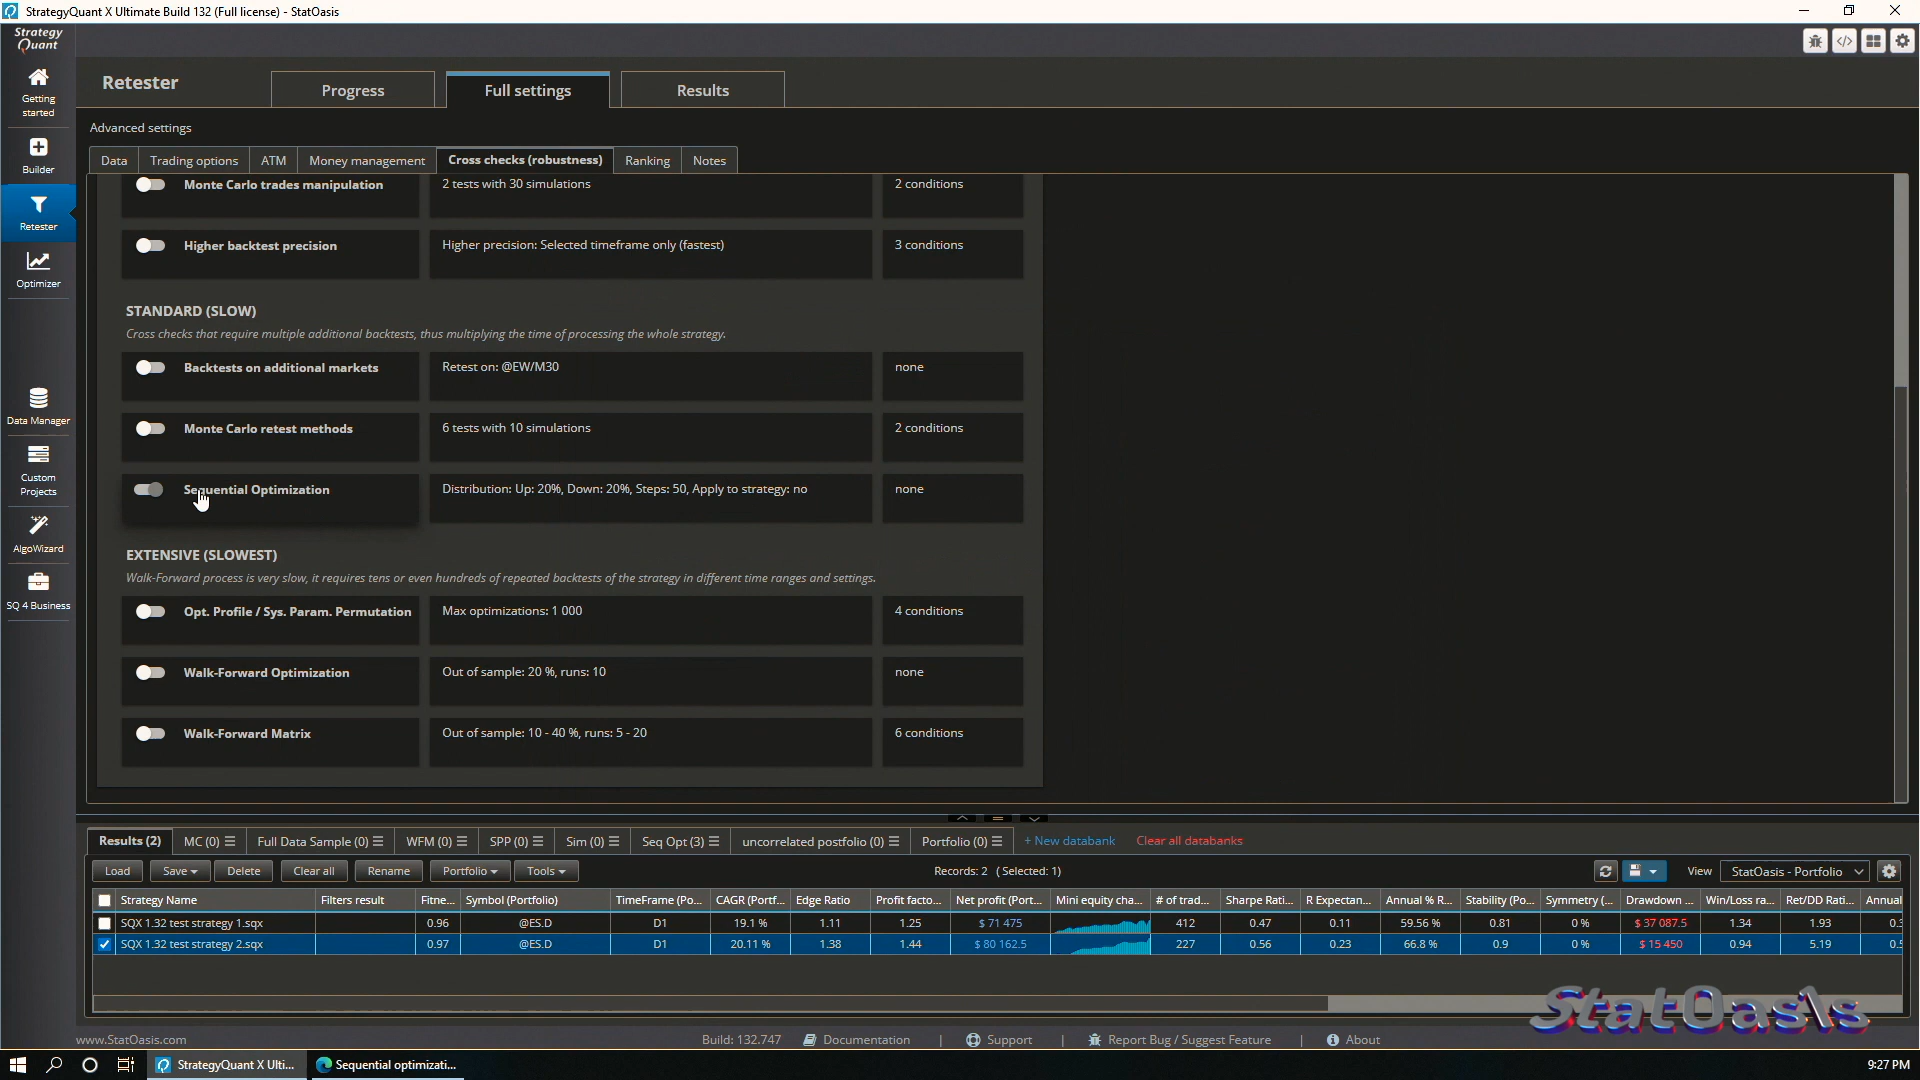 StrategyQuant X Ultimate Build 132 (Full license) - StatOasis
Strategy
Quant
Getting
started
Builder
Retester
Optimizer
Data Manager
Custom
Projects
AlgoWizard
SQ 4 Business
Retester
Progress
Full settings
Results
Advanced settings
Data
Trading options
ATM
Money management
Cross checks (robustness)
Ranking
Notes
Monte Carlo trades manipulation
2 tests with 30 simulations
2 conditions
Higher backtest precision
Higher precision: Selected timeframe only (fastest)
3 conditions
STANDARD (SLOW)
Cross checks that require multiple additional backtests, thus multiplying the time of processing the whole strategy.
Backtests on additional markets
Retest on: @EW/M30
none
Monte Carlo retest methods
6 tests with 10 simulations
2 conditions
Sequential Optimization
Distribution: Up: 20%, Down: 20%, Steps: 50, Apply to strategy: no
none
EXTENSIVE (SLOWEST)
Walk-Forward process is very slow, it requires tens or even hundreds of repeated backtests of the strategy in different time ranges and settings.
Opt. Profile / Sys. Param. Permutation
Max optimizations: 1 000
4 conditions
Walk-Forward Optimization
Out of sample: 20 %, runs: 10
none
Walk-Forward Matrix
Out of sample: 10 - 40 %, runs: 5 - 20
6 conditions
Results (2)
MC (0)
Full Data Sample (0)
WFM (0)
SPP (0)
Sim (0)
Seq Opt (3)
uncorrelated postfolio (0)
Portfolio (0)
+ New databank
Clear all databanks
Load
Save
Delete
Clear all
Rename
Portfolio
Tools
Records: 2 (Selected: 1)
View
StatOasis - Portfolio
Strategy Name Filters result Fitne... Symbol (Portfolio) TimeFrame (Po... CAGR (Portf... Edge Ratio Profit facto... Net profit (Port... Mini equity cha... # of trad... Sharpe Rati... R Expectan... Annual % R... Stability (Po... Symmetry (... Drawdown ... Win/Loss ra... Ret/DD Rati... Annual
SQX 1.32 test strategy 1.sqx 0.96 @ES.D D1 19.1 % 1.11 1.25 $ 71 475 412 0.47 0.11 59.56 % 0.81 0 % $ 37 087.5 1.34 1.93
SQX 1.32 test strategy 2.sqx 0.97 @ES.D D1 20.11 % 1.38 1.44 $ 80 162.5 227 0.56 0.23 66.8 % 0.9 0 % $ 15 450 0.94 5.19
StatOasis
www.StatOasis.com
Build: 132.747
Documentation
|
Support
|
Report Bug / Suggest Feature
|
About
StrategyQuant X Ulti...
Sequential optimizati...
9:27 PM